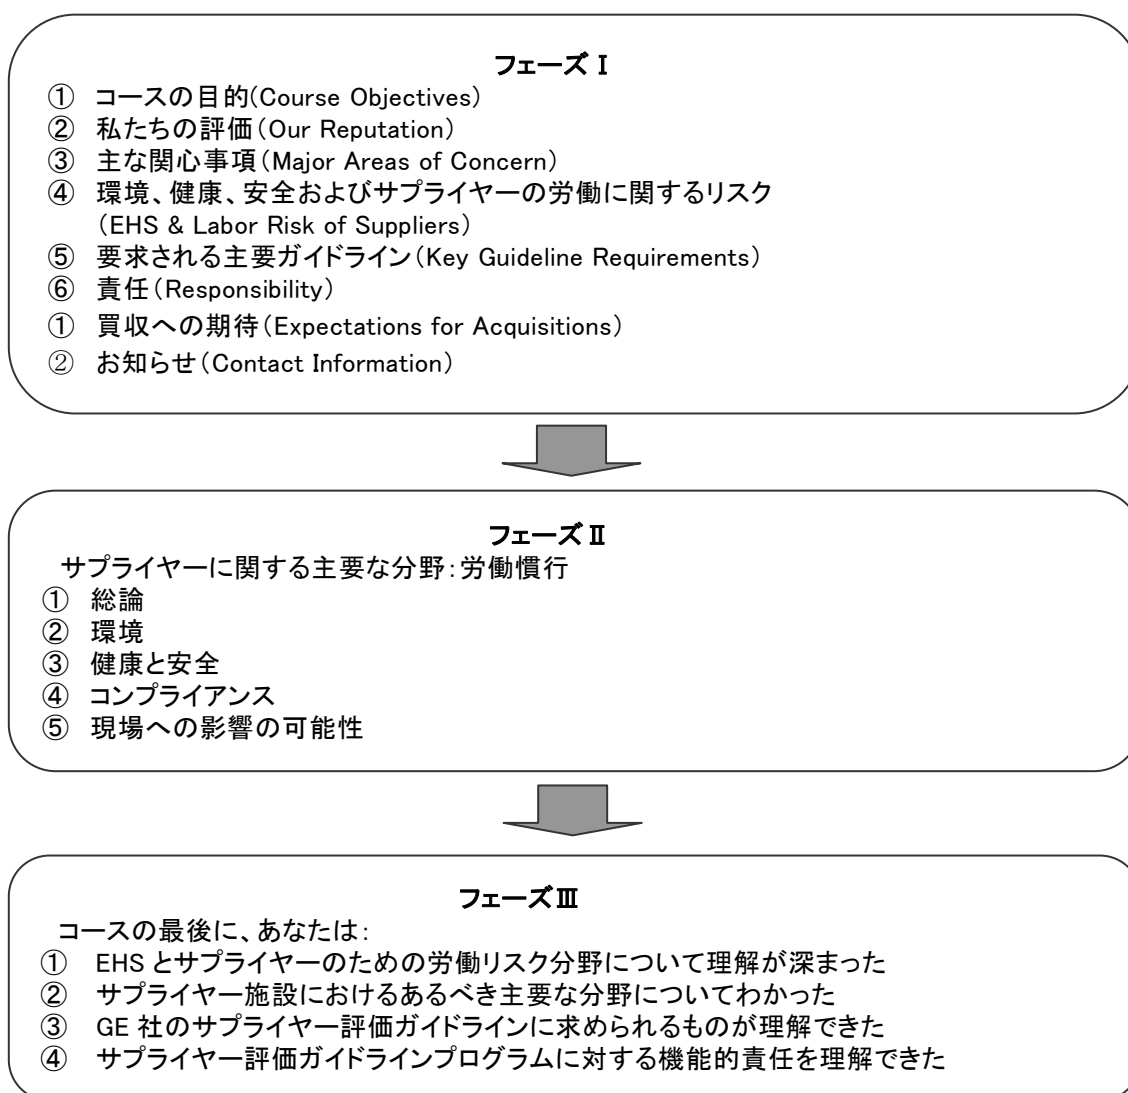 フェーズⅠ
① コースの目的(Course Objectives)
② 私たちの評価(Our Reputation)
③ 主な関心事項(Major Areas of Concern)
④ 環境、健康、安全およびサプライヤーの労働に関するリスク
(EHS & Labor Risk of Suppliers)
⑤ 要求される主要ガイドライン(Key Guideline Requirements)
⑥ 責任(Responsibility)
① 買収への期待(Expectations for Acquisitions)
② お知らせ(Contact Information)
フェーズⅡ
サプライヤーに関する主要な分野:労働慣行
① 総論
② 環境
③ 健康と安全
④ コンプライアンス
⑤ 現場への影響の可能性
フェーズⅢ
コースの最後に、あなたは:
① EHS とサプライヤーのための労働リスク分野について理解が深まった
② サプライヤー施設におけるあるべき主要な分野についてわかった
③ GE 社のサプライヤー評価ガイドラインに求められるものが理解できた
④ サプライヤー評価ガイドラインプログラムに対する機能的責任を理解できた